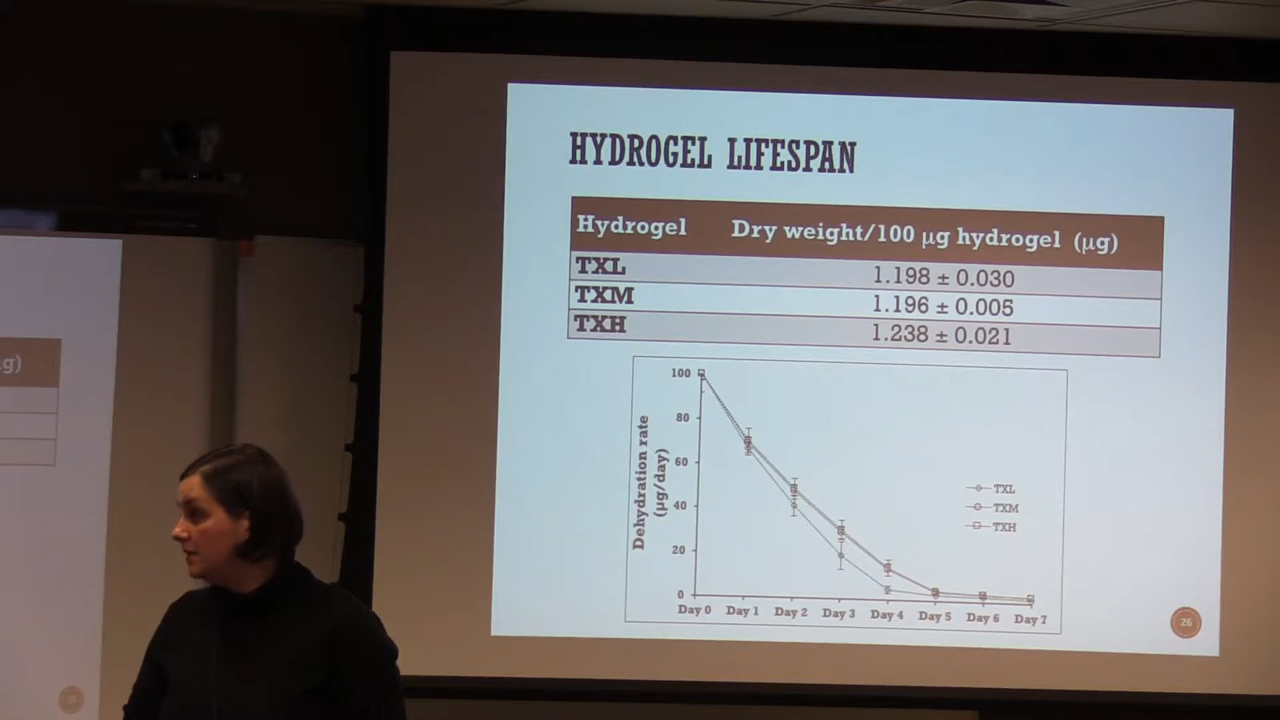 HYDROGEL LIFESPAN
Hydrogel Dry weight/100 µg hydrogel (µg)
TXL 1.198 ± 0.030
TXM 1.196 ± 0.005
TXH 1.238 ± 0.021
100
80
60
40
20
0
Dehydration rate
(µg/day)
TXL
TXM
TXH
Day 0 Day 1 Day 2 Day 3 Day 4 Day 5 Day 6 Day 7
26
g)